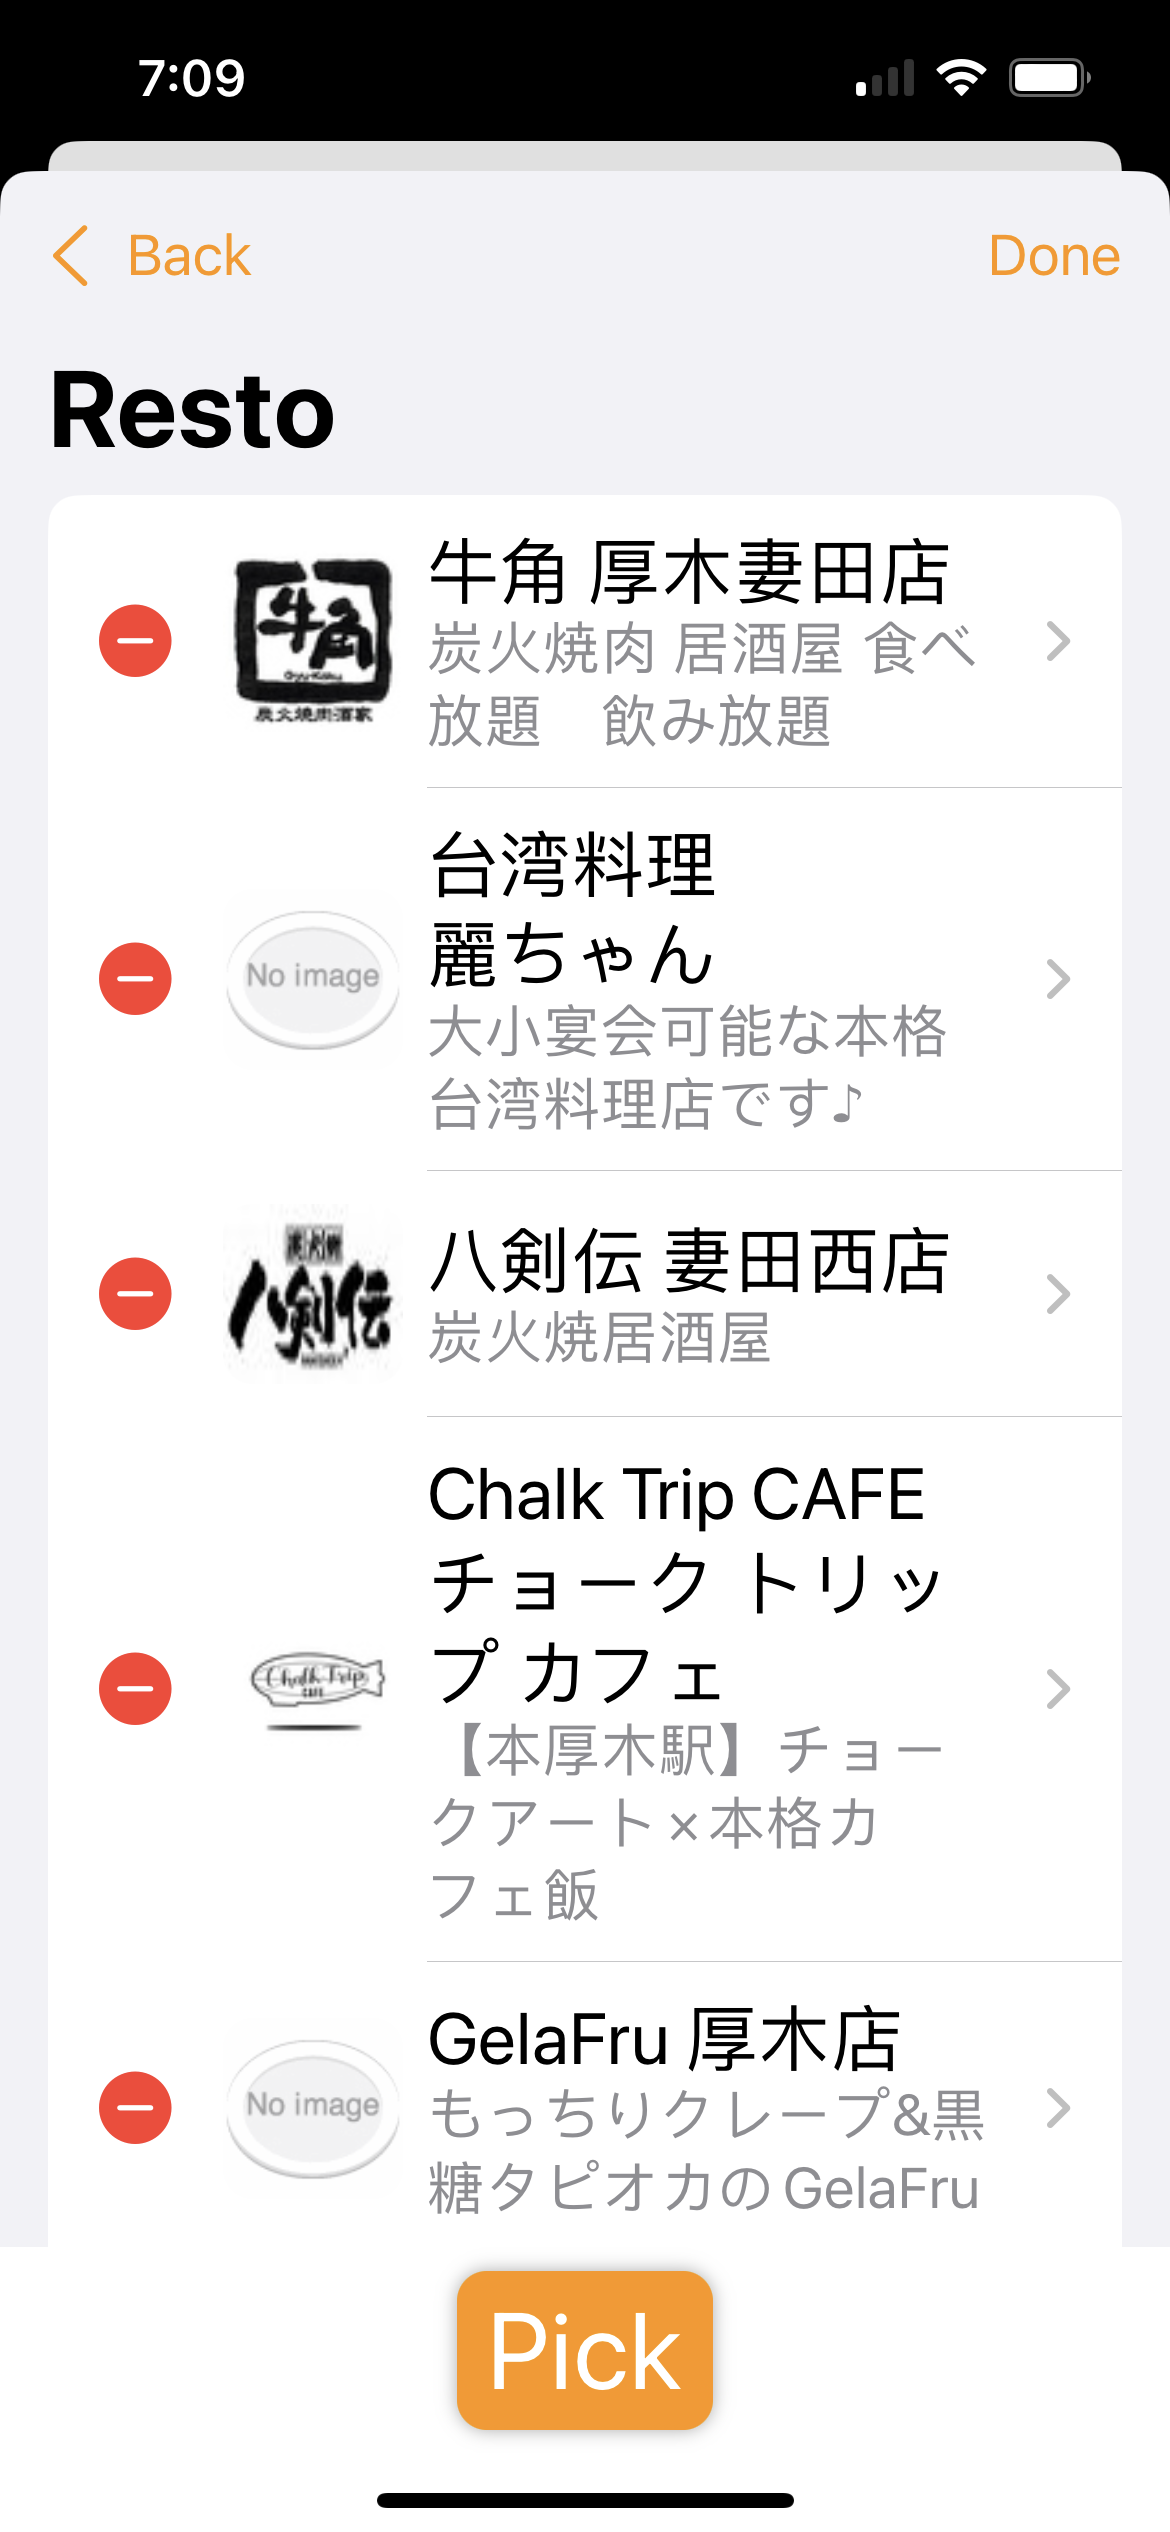 7:09
Back
Done
Resto
牛角
Gyu-Kaku
炭火焼肉酒家
牛角 厚木妻田店
炭火焼肉 居酒屋 食べ
放題　飲み放題
No image
台湾料理
麗ちゃん
大小宴会可能な本格
台湾料理店です♪
炭火焼
八剣伝
八剣伝 妻田西店
炭火焼居酒屋
Chalk Trip
CAFE
Chalk Trip CAFE
チョーク トリッ
プ カフェ
【本厚木駅】チョー
クアート×本格カ
フェ飯
No image
GelaFru 厚木店
もっちりクレープ&黒
糖タピオカのGelaFru
Pick